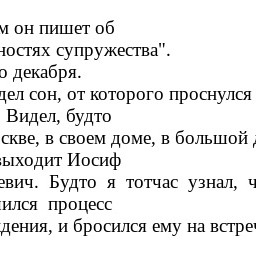 м он пишет об
ностях супружества".
о декабря.
дел сон, от которого проснулся
. Видел, будто
скве, в своем доме, в большой
выходит Иосиф
евич. Будто я тотчас узнал, ч
ился процесс
дения, и бросился ему на встре